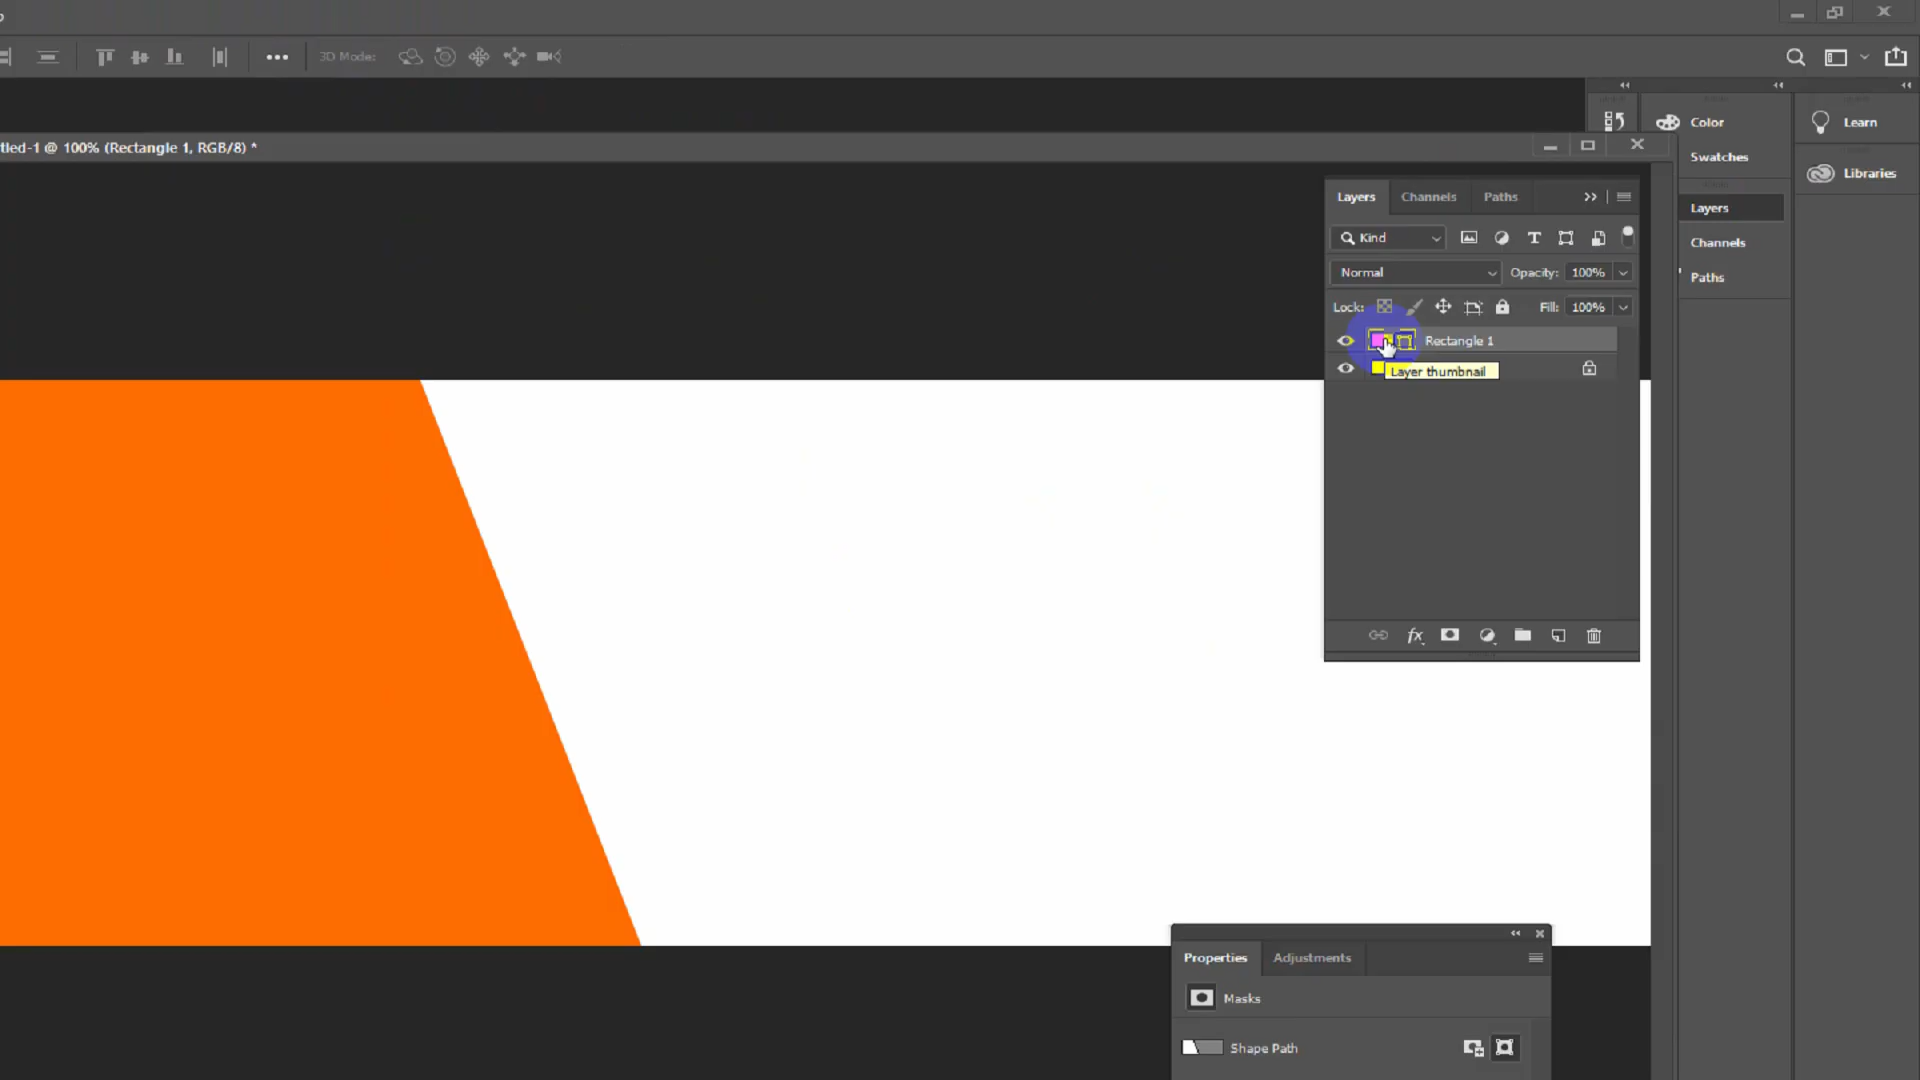 3D Mode:
Color
Learn
tled-1 @ 100% (Rectangle 1, RGB/8) *
Swatches
Libraries
Layers Channels Paths
Layers
Kind
Channels
Normal Opacity: 100%
Paths
Lock: Fill: 100%
Rectangle 1
Layer thumbnail
fx
Properties Adjustments
Masks
Shape Path